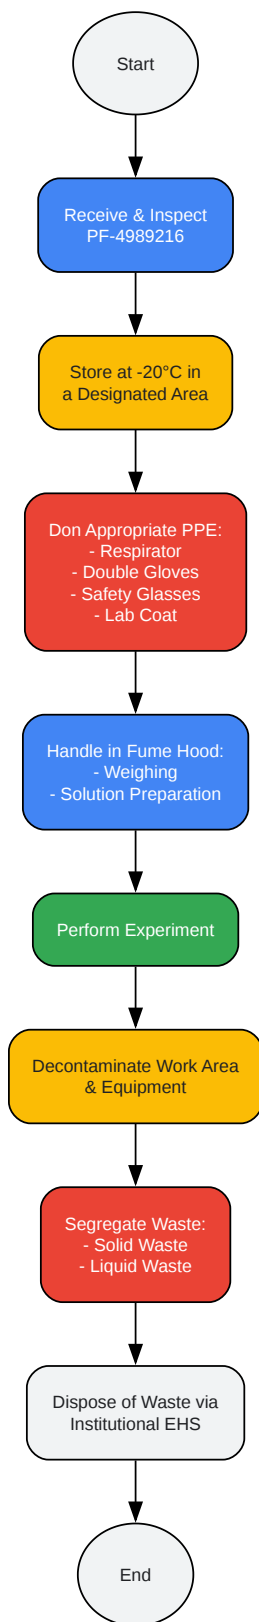 Start
Receive & Inspect
PF-4989216
Store at -20°C in
a Designated Area
Don Appropriate PPE:
- Respirator
- Double Gloves
- Safety Glasses
- Lab Coat
Handle in Fume Hood:
- Weighing
- Solution Preparation
Perform Experiment
Decontaminate Work Area
& Equipment
Segregate Waste:
- Solid Waste
- Liquid Waste
Dispose of Waste via
Institutional EHS
End